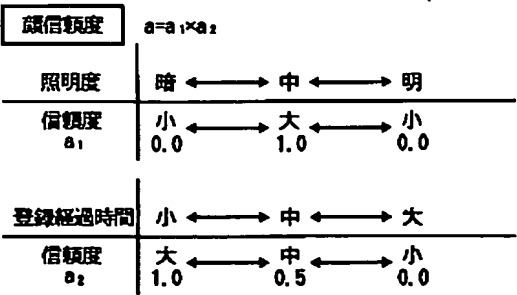 顔信頼度 a=a₁×a₂
照明度 暗 ←→ 中 ←→ 明
信頼度 小 ←→ 大 ←→ 小
a₁ 0.0 1.0 0.0
登録経過時間 小 ←→ 中 ←→ 大
信頼度 大 ←→ 中 ←→ 小
a₂ 1.0 0.5 0.0